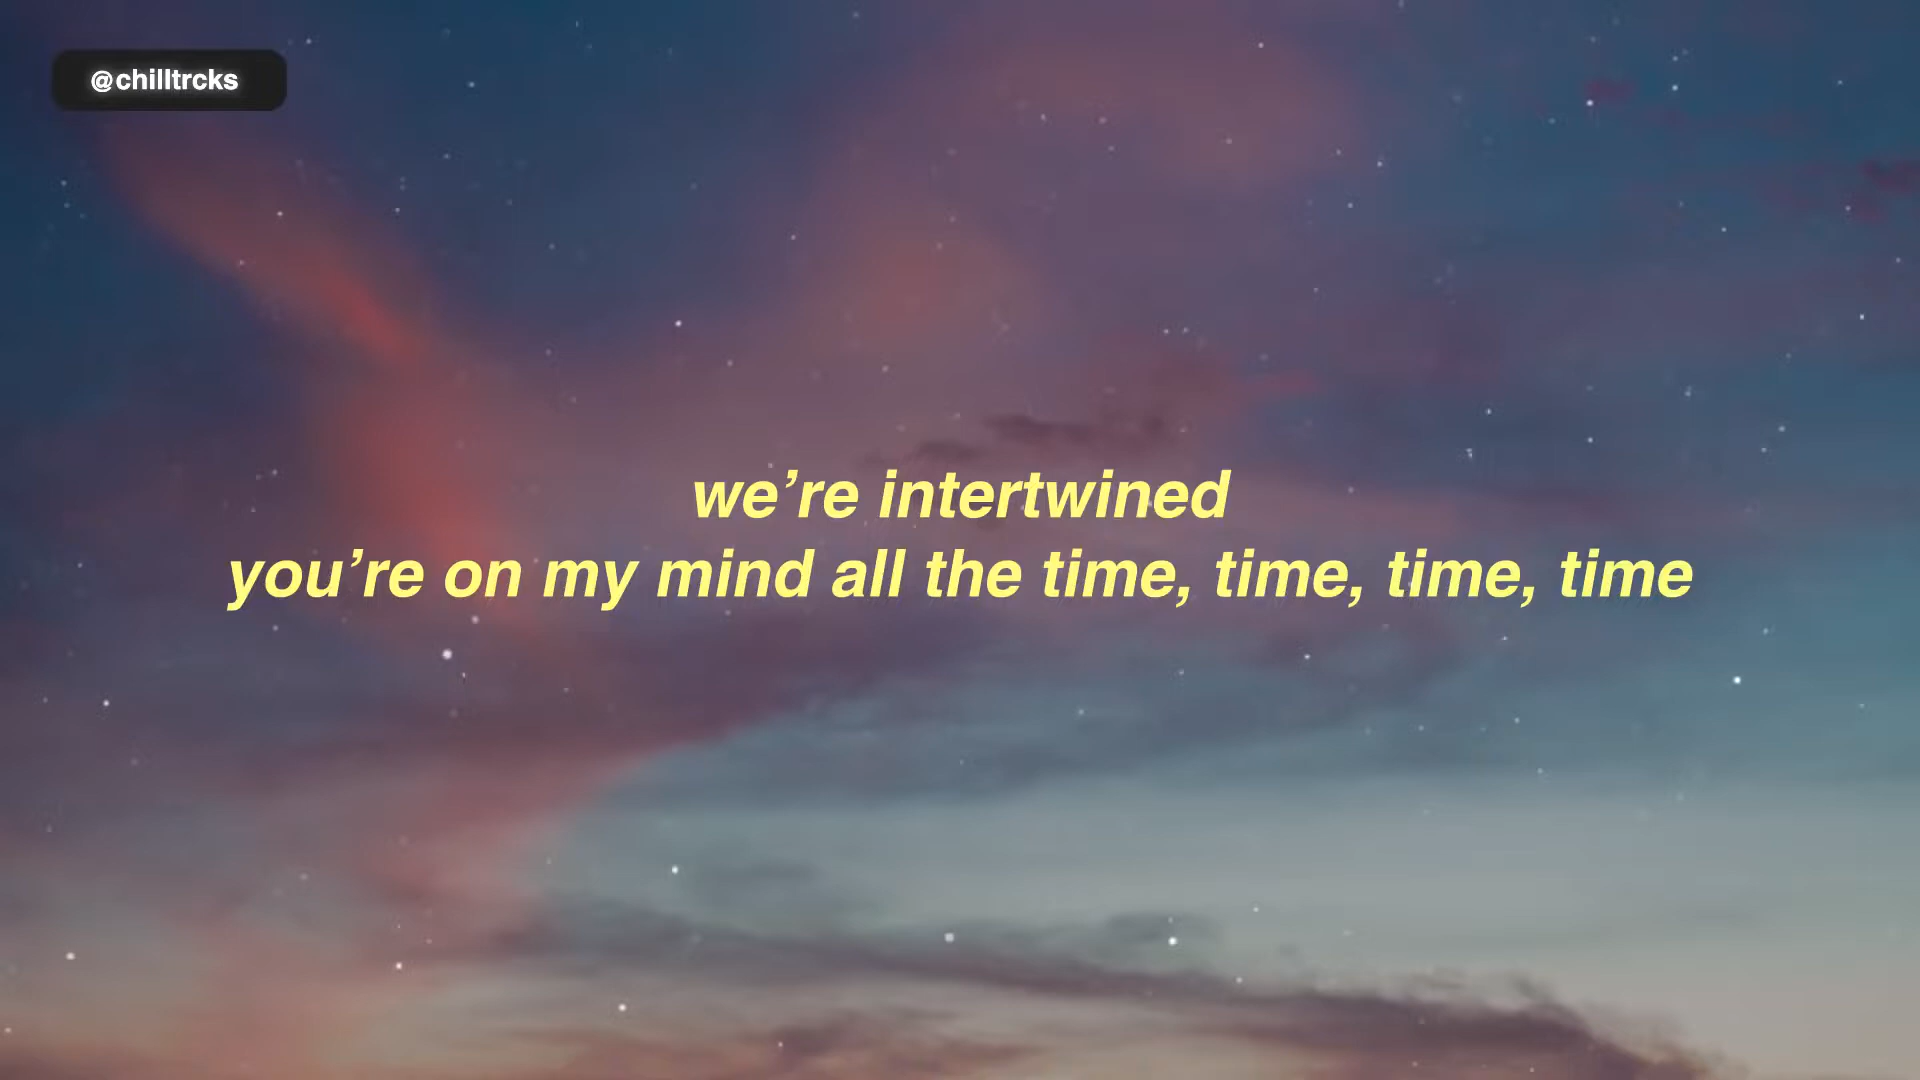 @chilltrcks
we’re intertwined
you’re on my mind all the time, time, time, time